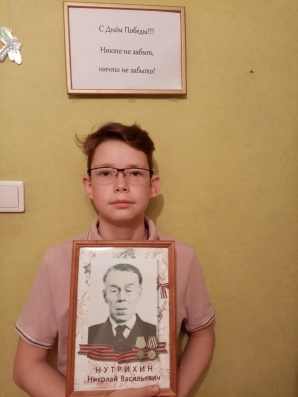 С Днём Победы!!!
Никто не забыт,
ничто не забыто!
НУТРИХИН
Николай Васильевич